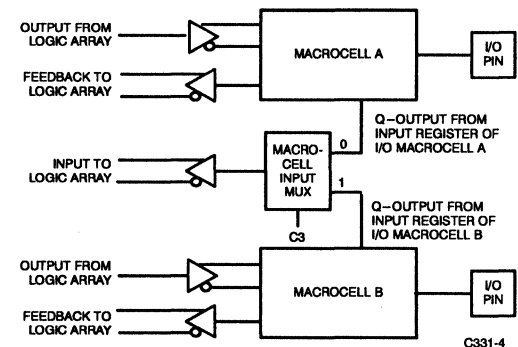 OUTPUT FROM
LOGIC ARRAY
MACROCELL A
I/O
PIN
FEEDBACK TO
LOGIC ARRAY
Q–OUTPUT FROM
INPUT REGISTER OF
I/O MACROCELL A
0
MACRO-
CELL
INPUT
MUX
INPUT TO
LOGIC ARRAY
1
Q–OUTPUT FROM
INPUT REGISTER OF
I/O MACROCELL B
C3
OUTPUT FROM
LOGIC ARRAY
MACROCELL B
I/O
PIN
FEEDBACK TO
LOGIC ARRAY
C331-4